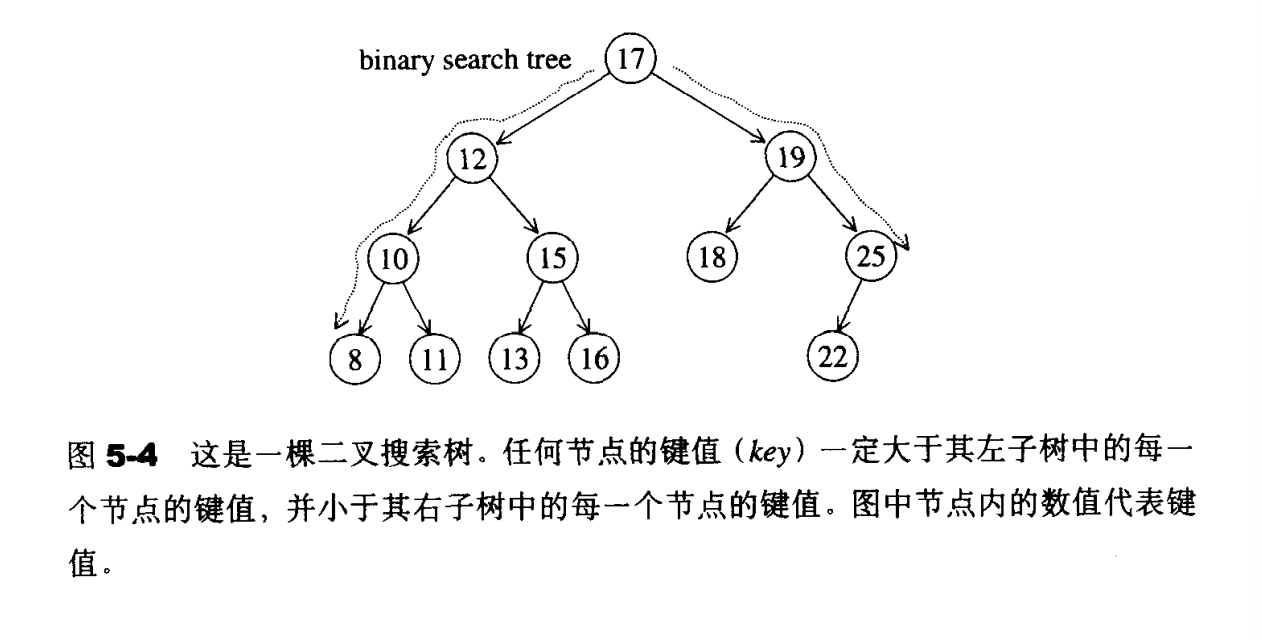 binary search tree 17
12 19
10 15 18 25
8 11 13 16 22
图 5-4 这是一棵二叉搜索树。任何节点的键值（key）一定大于其左子树中的每一
个节点的键值，并小于其右子树中的每一个节点的键值。图中节点内的数值代表键
值。